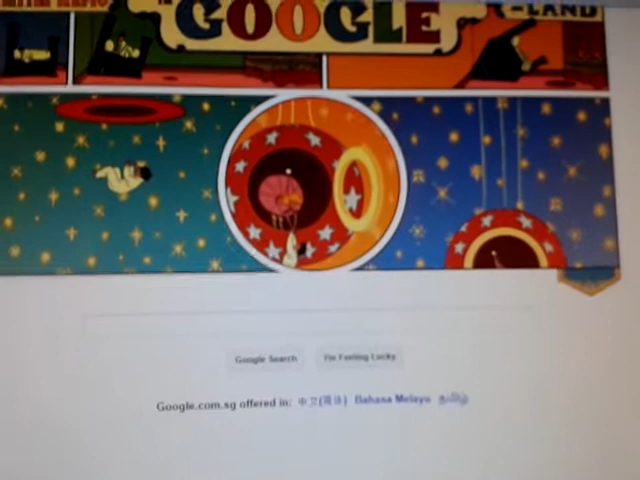 GOOGLE
-LAND
Google Search
I'm Feeling Lucky
Google.com.sg offered in: 中文(简体) Bahasa Melayu தமிழ்